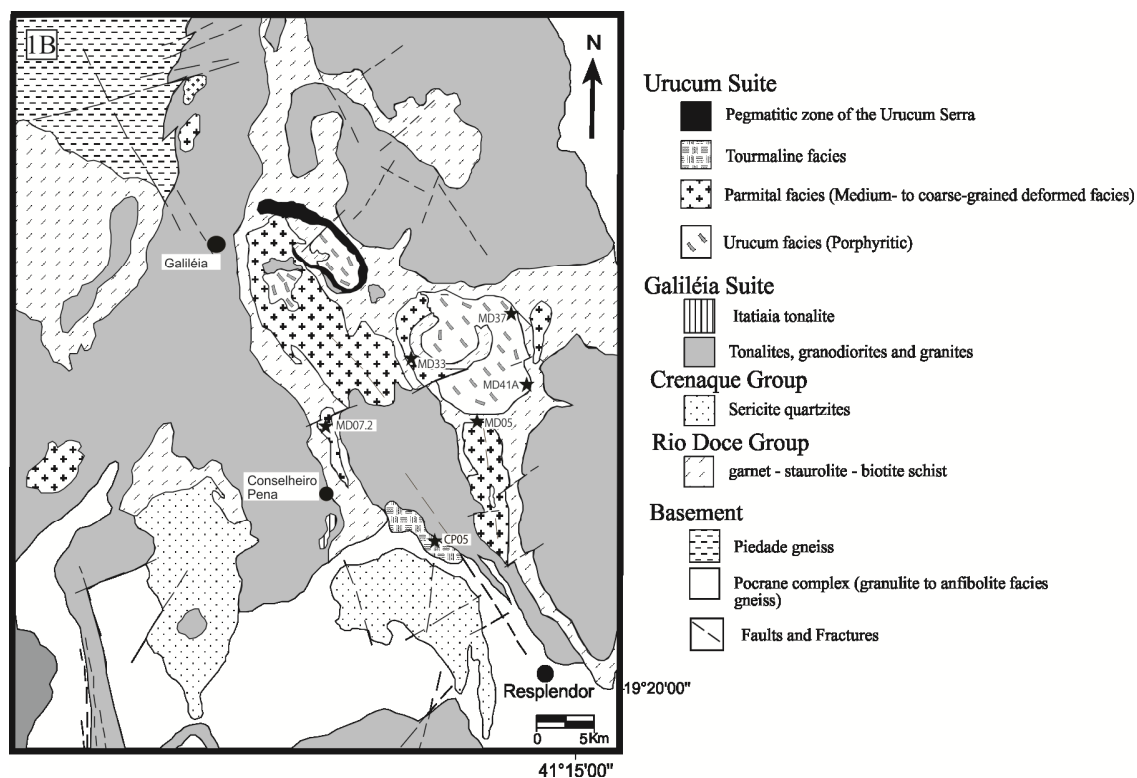 1B
N
Galiléia
MD37
MD33
MD41A
MD07.2
MD05
Conselheiro
Pena
CP05
Resplendor
0 5Km
19°20'00"
41°15'00"
Urucum Suite
Pegmatitic zone of the Urucum Serra
Tourmaline facies
Parmital facies (Medium- to coarse-grained deformed facies)
Urucum facies (Porphyritic)
Galiléia Suite
Itatiaia tonalite
Tonalites, granodiorites and granites
Crenaque Group
Sericite quartzites
Rio Doce Group
garnet - staurolite - biotite schist
Basement
Piedade gneiss
Pocrane complex (granulite to anfibolite facies
gneiss)
Faults and Fractures